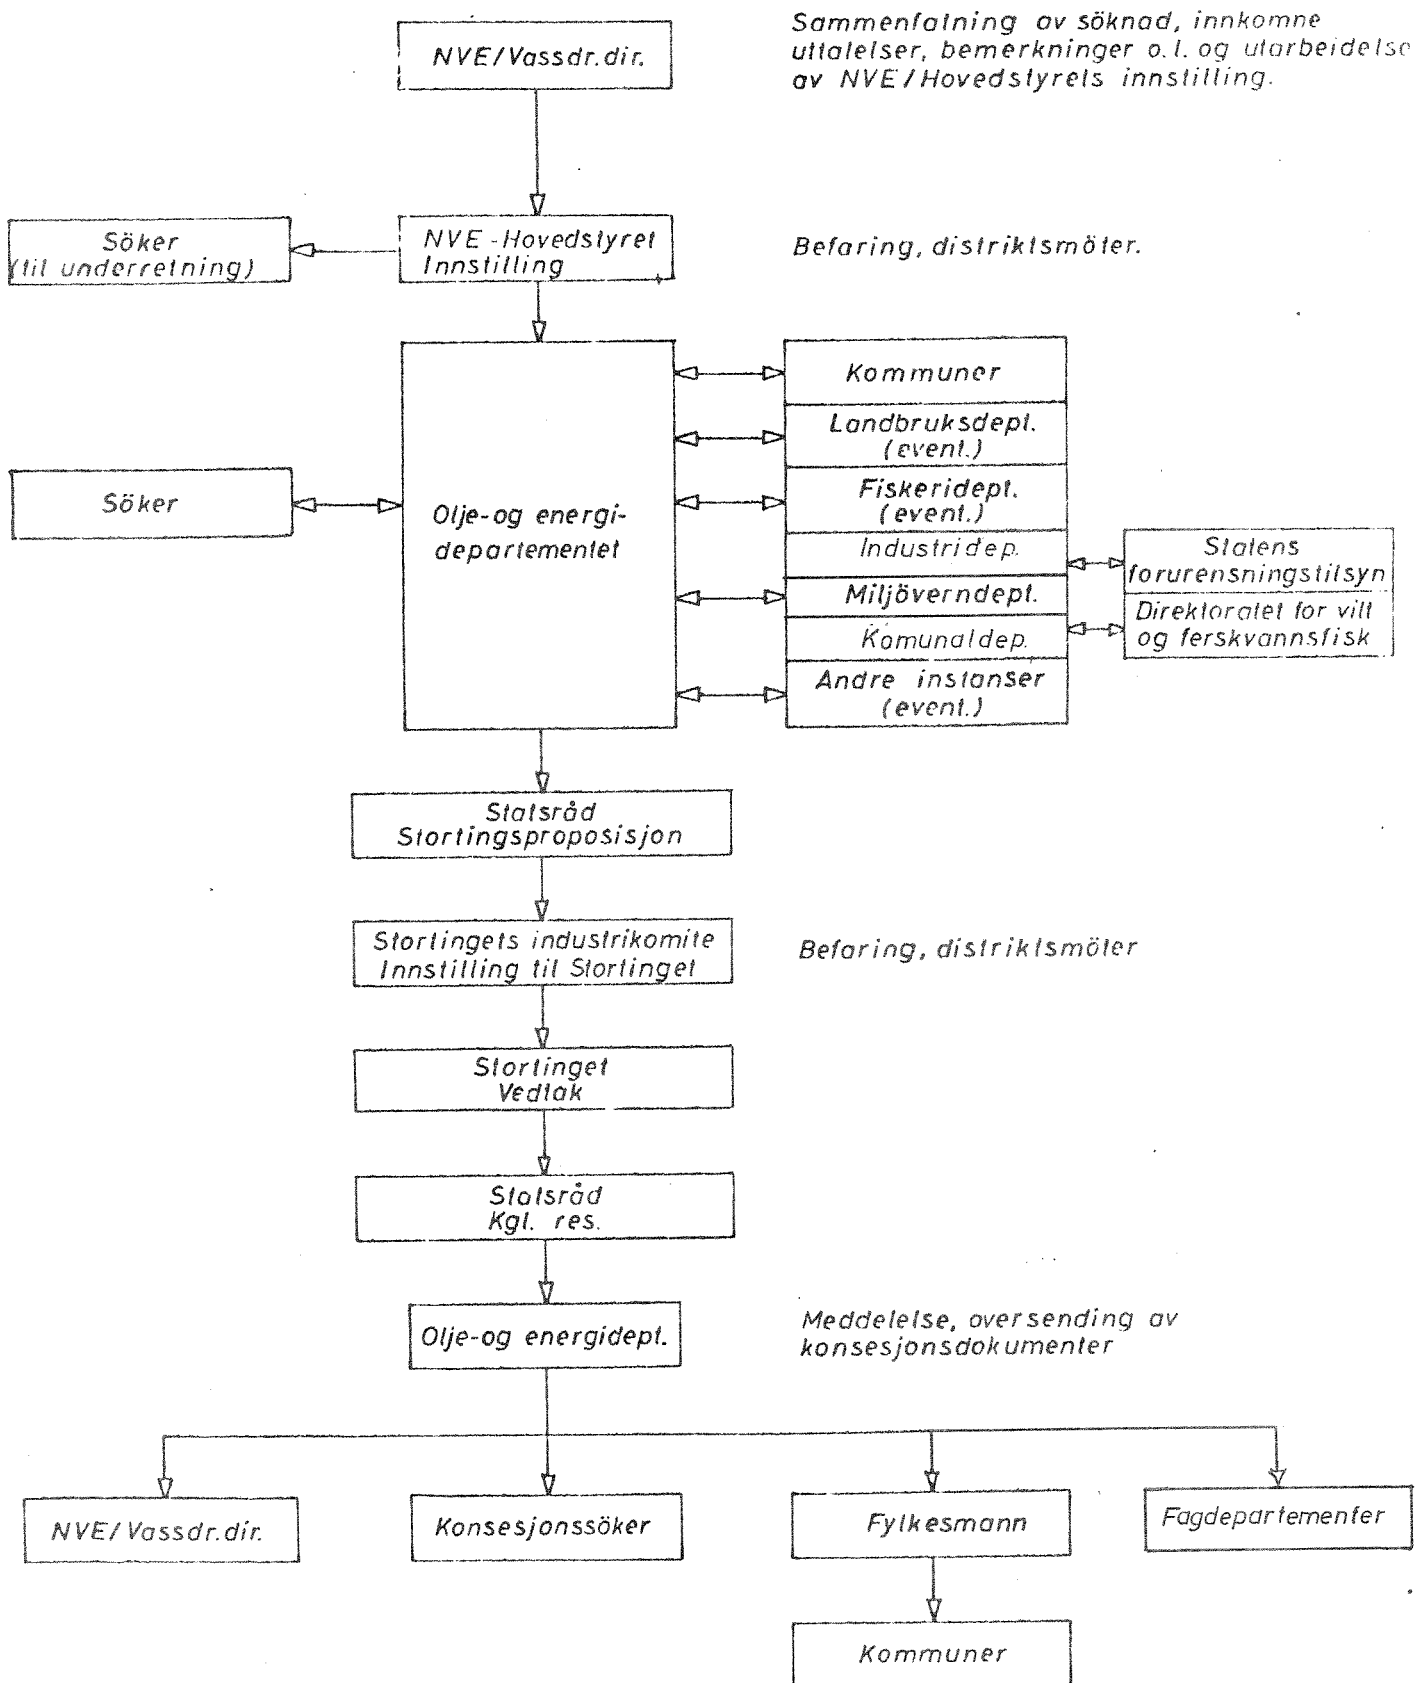 NVE/Vassdr.dir.
Sammenfatning av söknad, innkomne
uttalelser, bemerkninger o.l. og utarbeidelse
av NVE/Hovedstyrets innstilling.
Söker
(til underretning)
NVE-Hovedstyret
Innstilling
Befaring, distriktsmöter.
Söker
Olje-og energi-
departementet
Kommuner
Landbruksdept.
(event.)
Fiskeridept.
(event.)
Industridep.
Miljöverndept.
Komunaldep.
Andre instanser
(event.)
Statens
forurensningstilsyn
Direktoratet for vilt
og ferskvannsfisk
Statsråd
Stortingsproposisjon
Stortingets industrikomite
Innstilling til Stortinget
Befaring, distriktsmöter
Stortinget
Vedtak
Statsråd
Kgl. res.
Olje-og energidept.
Meddelelse, oversending av
konsesjonsdokumenter
NVE/Vassdr.dir.
Konsesjonssöker
Fylkesmann
Fagdepartementer
Kommuner